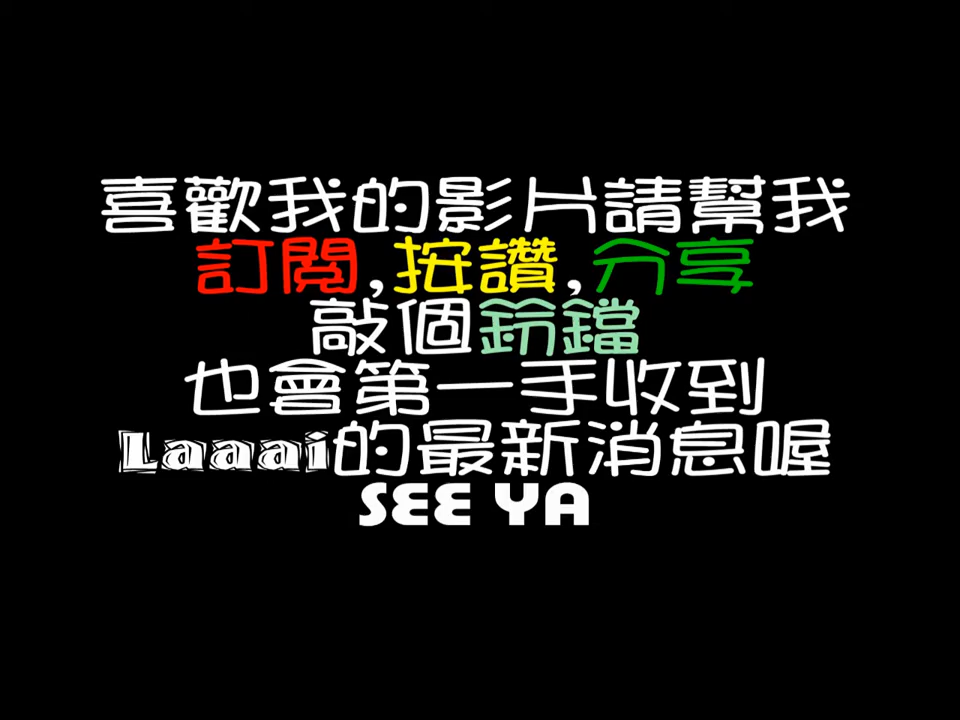 喜歡我的影片請幫我
訂閱,按讚,分享
敲個鈴鐺
也會第一手收到
Laaai的最新消息喔
SEE YA